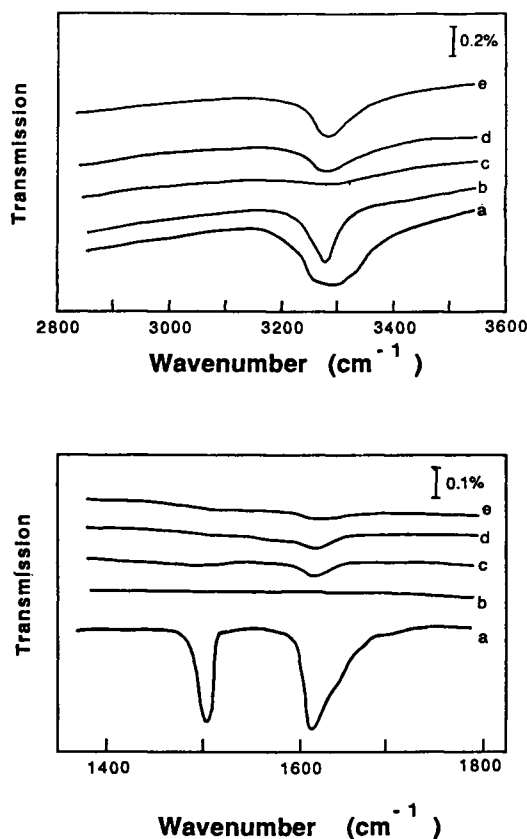 0.2%
e
d
c
b
a
Transmission
2800 3000 3200 3400 3600
Wavenumber (cm⁻¹)
0.1%
e
d
c
b
a
Transmission
1400 1600 1800
Wavenumber (cm⁻¹)